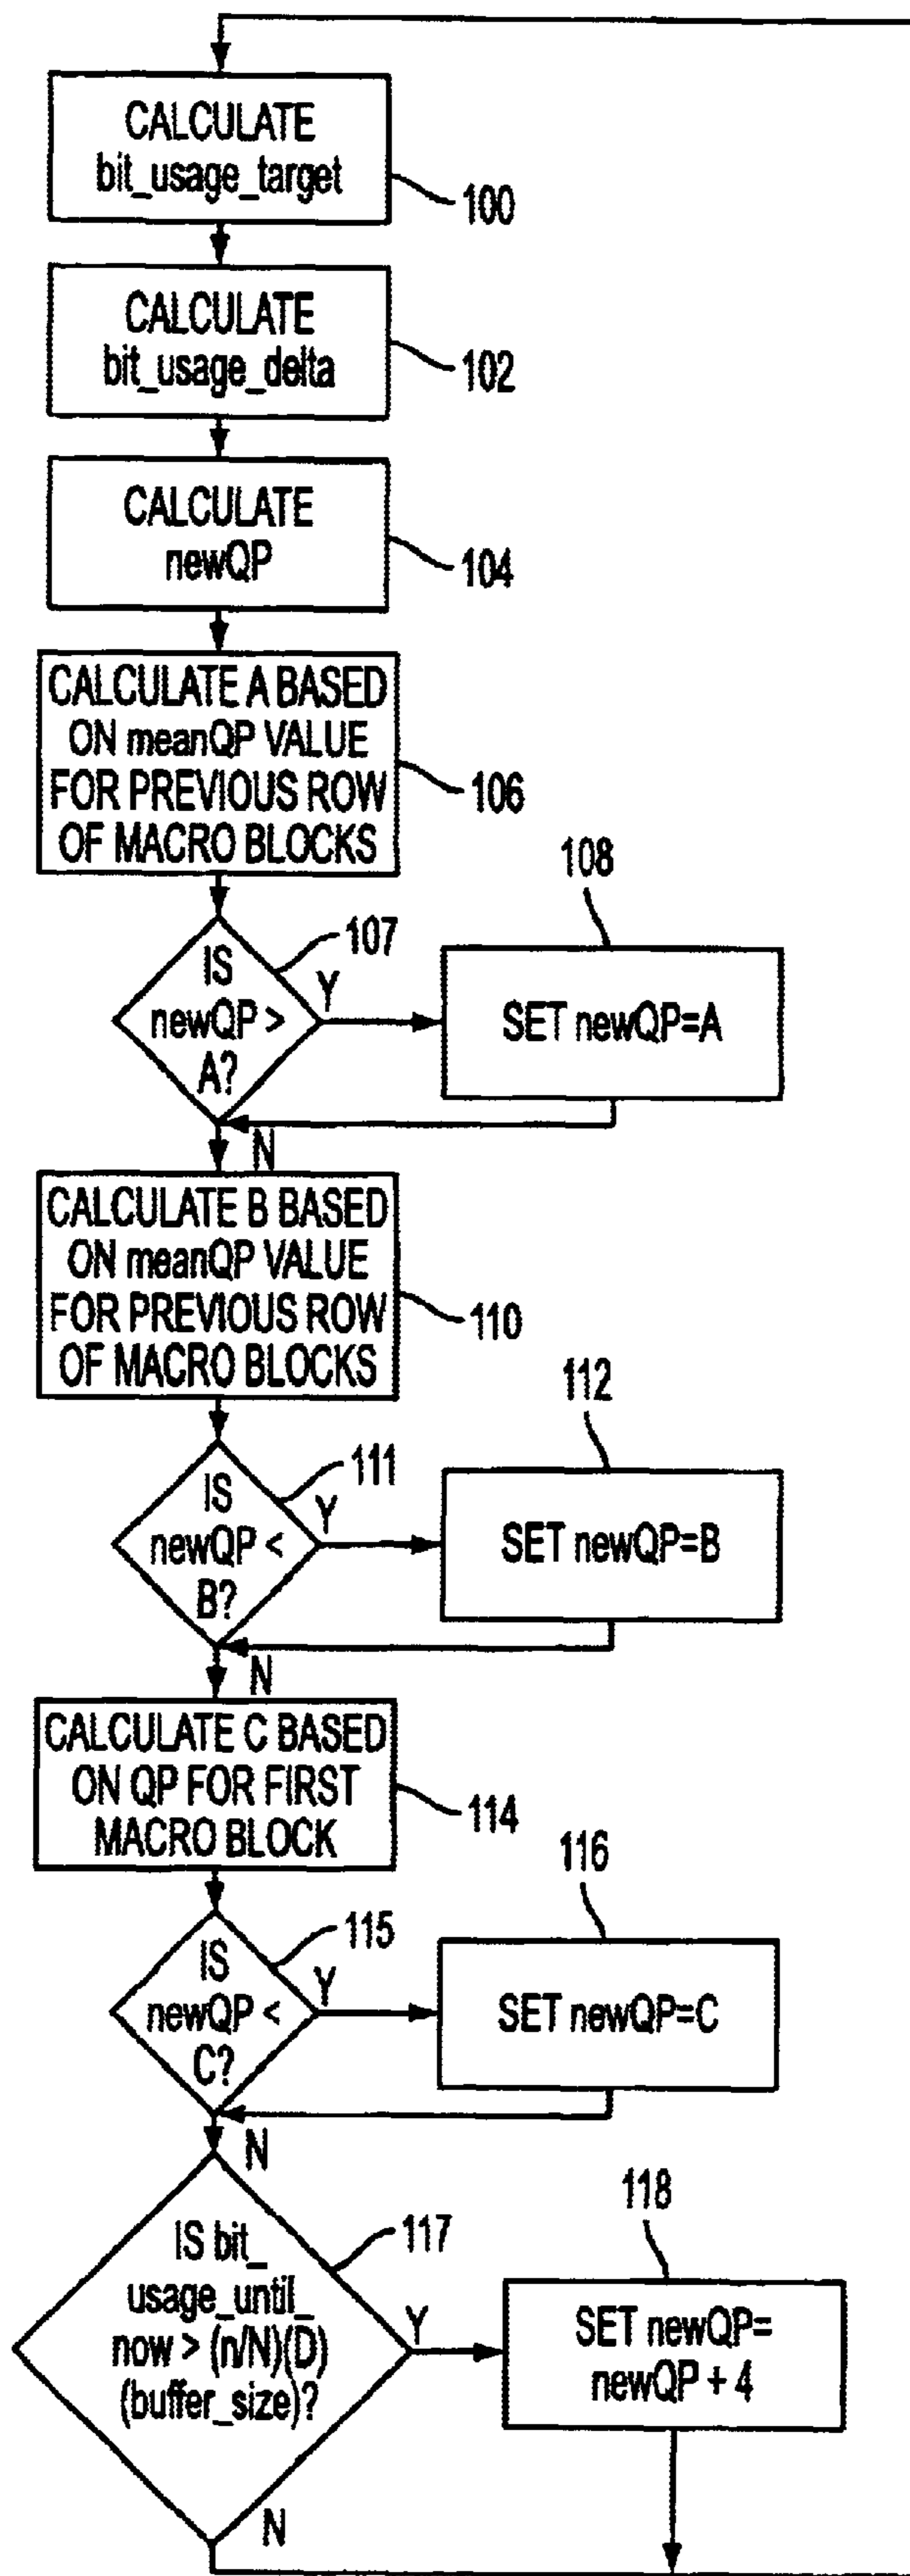 CALCULATE
bit_usage_target
100
CALCULATE
bit_usage_delta
102
CALCULATE
newQP
104
CALCULATE A BASED
ON meanQP VALUE
FOR PREVIOUS ROW
OF MACRO BLOCKS
106
107
IS
newQP >
A?
Y
N
108
SET newQP=A
CALCULATE B BASED
ON meanQP VALUE
FOR PREVIOUS ROW
OF MACRO BLOCKS
110
111
IS
newQP <
B?
Y
N
112
SET newQP=B
CALCULATE C BASED
ON QP FOR FIRST
MACRO BLOCK
114
115
IS
newQP <
C?
Y
N
116
SET newQP=C
117
IS bit_
usage_until_
now > (n/N)(D)
(buffer_size)?
Y
N
118
SET newQP=
newQP + 4